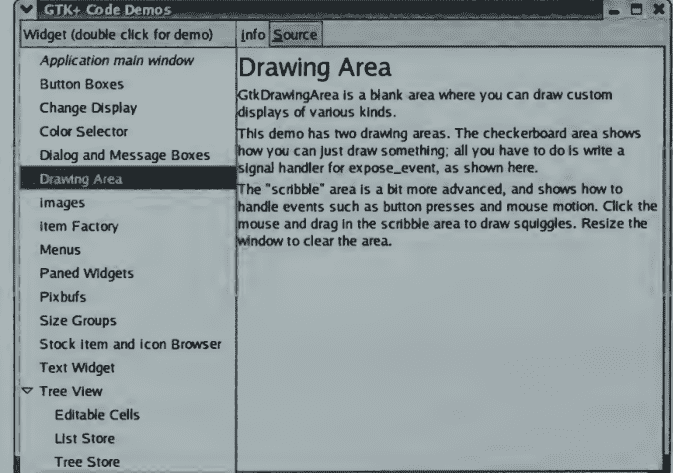 GTK+ Code Demos
Widget (double click for demo)
Info Source
Application main window
Button Boxes
Change Display
Color Selector
Dialog and Message Boxes
Drawing Area
Images
Item Factory
Menus
Paned Widgets
Pixbufs
Size Groups
Stock Item and Icon Browser
Text Widget
Tree View
Editable Cells
List Store
Tree Store
Drawing Area
GtkDrawingArea is a blank area where you can draw custom
displays of various kinds.
This demo has two drawing areas. The checkerboard area shows
how you can just draw something; all you have to do is write a
signal handler for expose_event, as shown here.
The "scribble" area is a bit more advanced, and shows how to
handle events such as button presses and mouse motion. Click the
mouse and drag in the scribble area to draw squiggles. Resize the
window to clear the area.